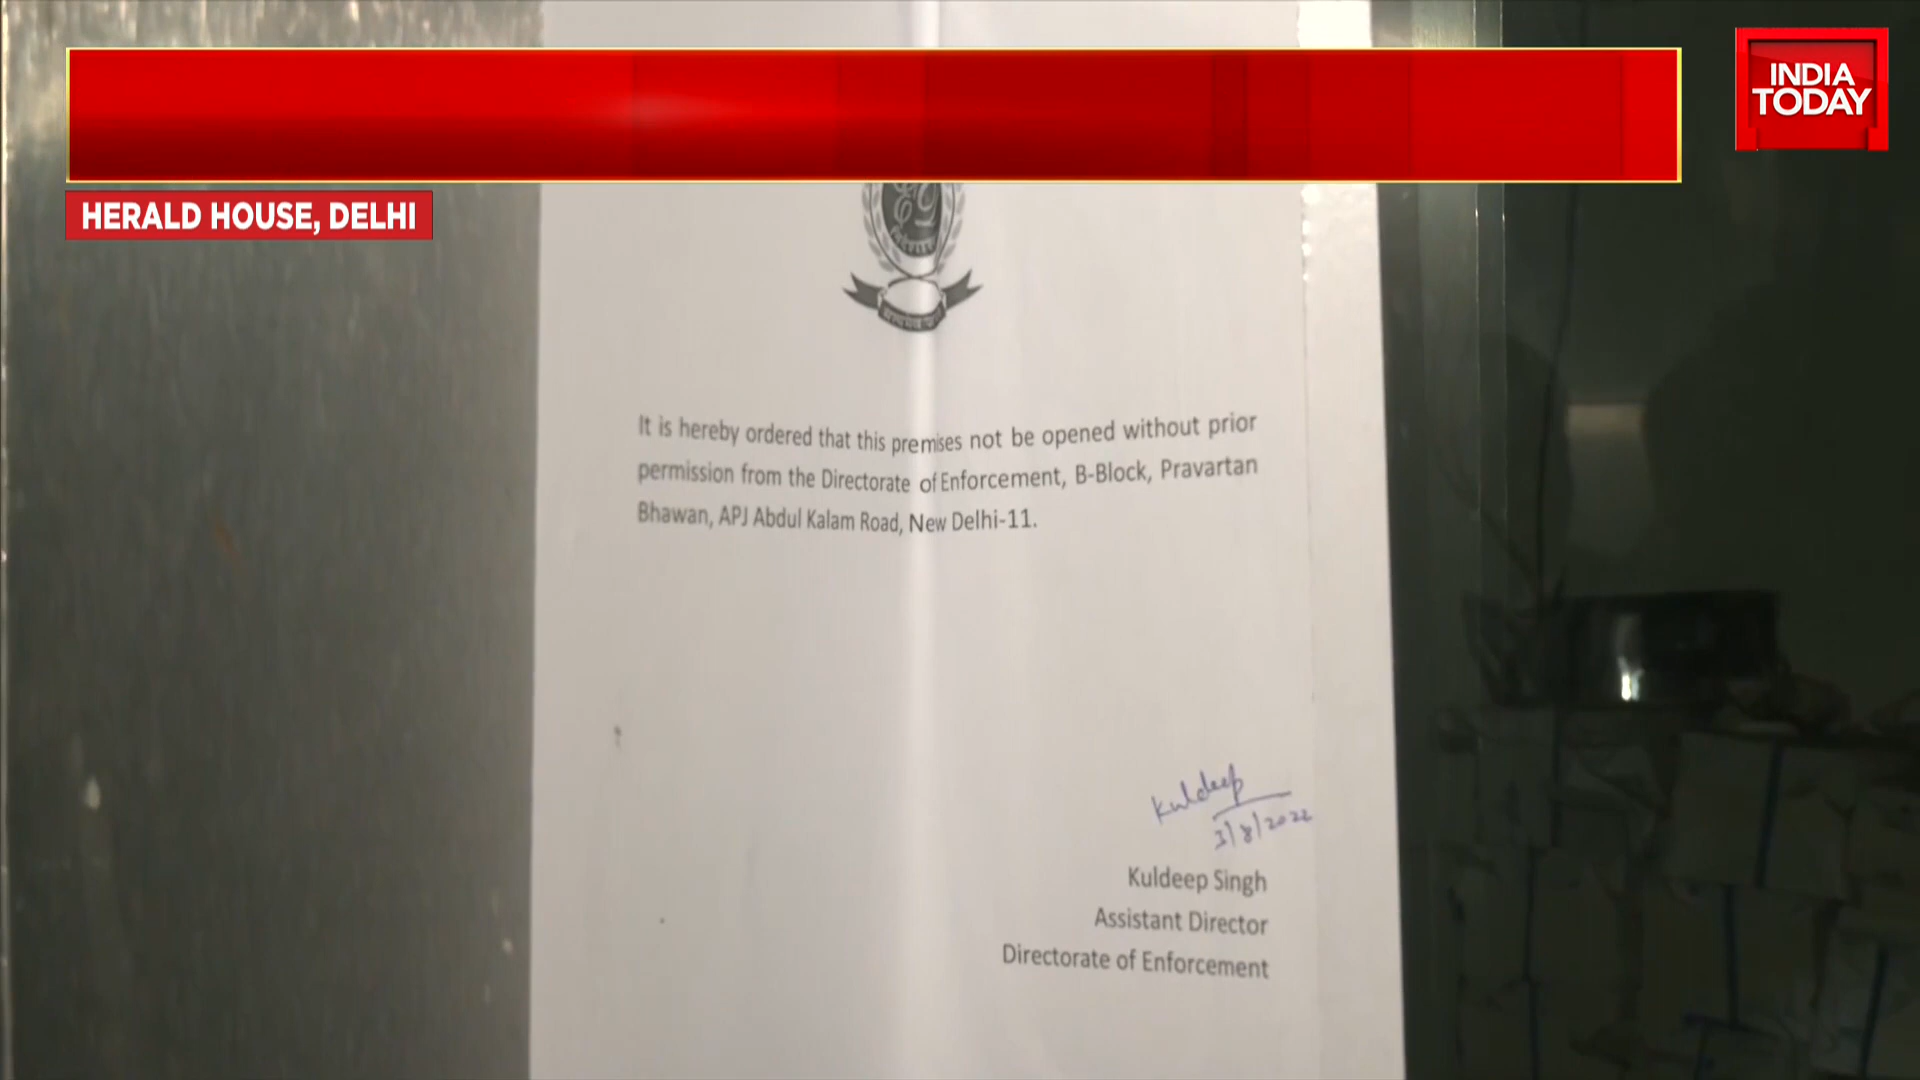 INDIA
TODAY
HERALD HOUSE, DELHI
It is hereby ordered that this premises not be opened without prior
permission from the Directorate of Enforcement, B-Block, Pravartan
Bhawan, APJ Abdul Kalam Road, New Delhi-11.
Kuldeep
3/8/2022
Kuldeep Singh
Assistant Director
Directorate of Enforcement